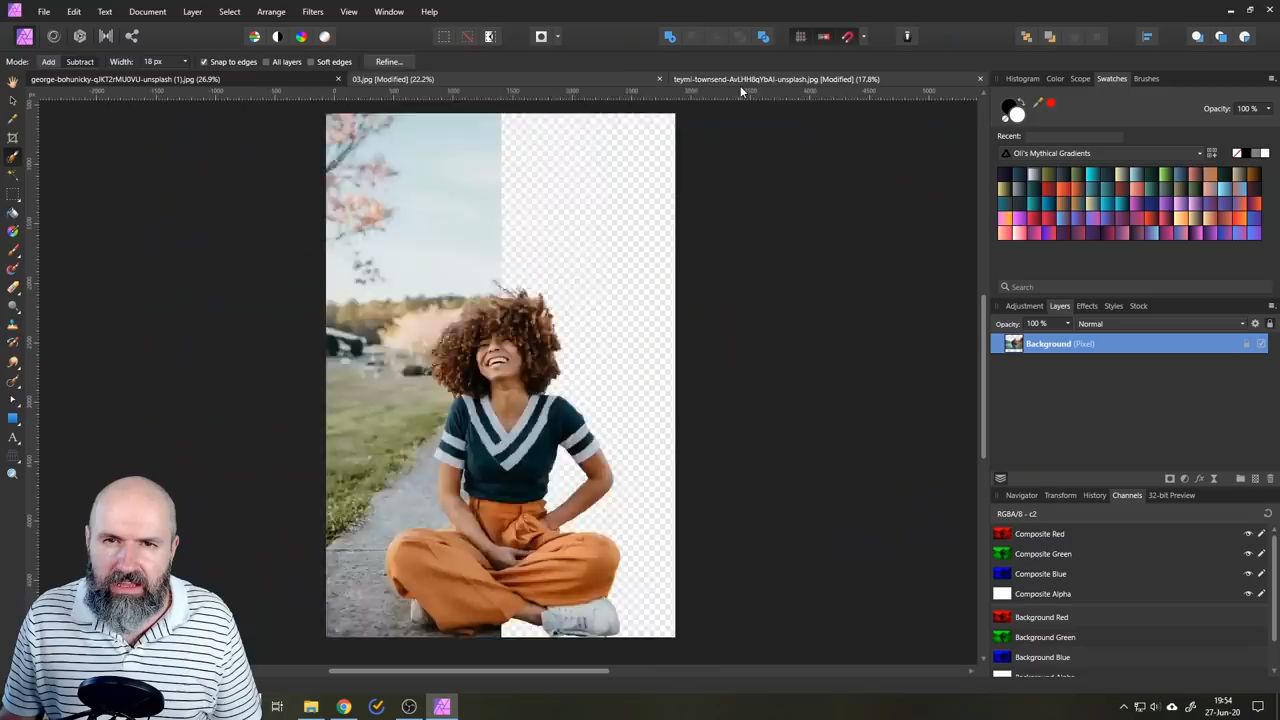 File Edit Text Document Layer Select Arrange Filters View Window Help
Mode: Add Subtract Width: 18 px Snap to edges All layers Soft edges Refine...
george-bohunicky-qJKT2rMU0VU-unsplash (1).jpg (26.9%) 03.jpg [Modified] (22.2%) teymi-townsend-AvLHH8qYbAI-unsplash.jpg [Modified] (17.8%)
Histogram Color Scope Swatches Brushes
Opacity: 100 %
Recent:
Oli's Mythical Gradients
Search
Adjustment Layers Effects Styles Stock
Opacity: 100 % Normal
Background (Pixel)
Navigator Transform History Channels 32-bit Preview
RGBA/8 - c2
Composite Red
Composite Green
Composite Blue
Composite Alpha
Background Red
Background Green
Background Blue
19:54
27-Jun-20